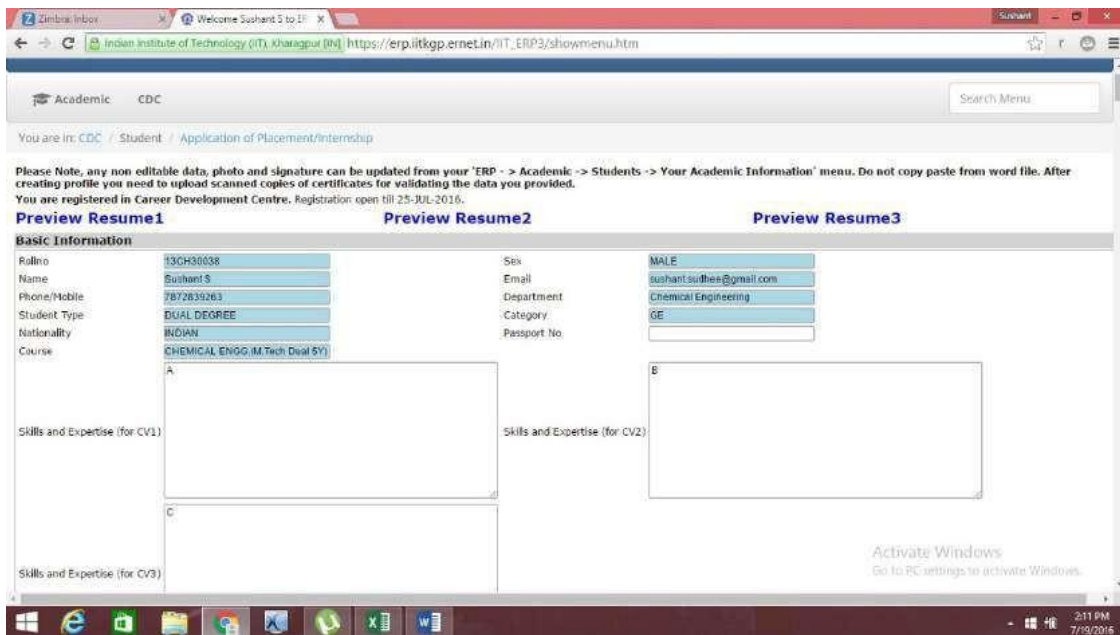 Zimbra: Inbox Welcome Sushant S to II Sushant
Indian Institute of Technology (IIT), Kharagpur [IN] https://erp.iitkgp.ernet.in/IIT_ERP3/showmenu.htm
Academic CDC Search Menu
You are in: CDC / Student / Application of Placement/Internship
Please Note, any non editable data, photo and signature can be updated from your 'ERP - > Academic -> Students -> Your Academic Information' menu. Do not copy paste from word file. After
creating profile you need to upload scanned copies of certificates for validating the data you provided.
You are registered in Career Development Centre. Registration open till 25-JUL-2016.
Preview Resume1 Preview Resume2 Preview Resume3
Basic Information
Rollno 13CH30038 Sex MALE
Name Sushant S Email sushant.sudhee@gmail.com
Phone/Mobile 7872839263 Department Chemical Engineering
Student Type DUAL DEGREE Category GE
Nationality INDIAN Passport No
Course CHEMICAL ENGG.(M.Tech Dual 5Y)
A B
Skills and Expertise (for CV1) Skills and Expertise (for CV2)
C
Skills and Expertise (for CV3)
Activate Windows
Go to PC settings to activate Windows.
2:11 PM
7/19/2016